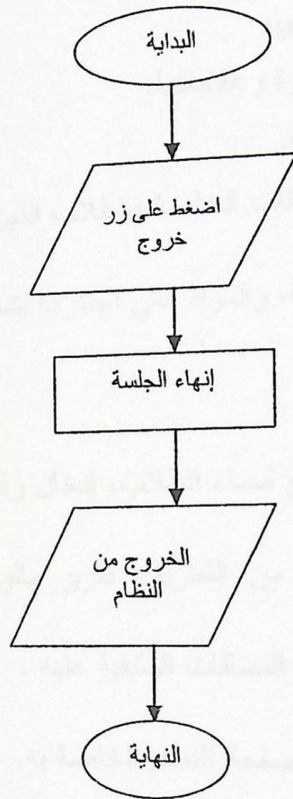 البداية
اضغط على زر
خروج
إنهاء الجلسة
الخروج من
النظام
النهاية